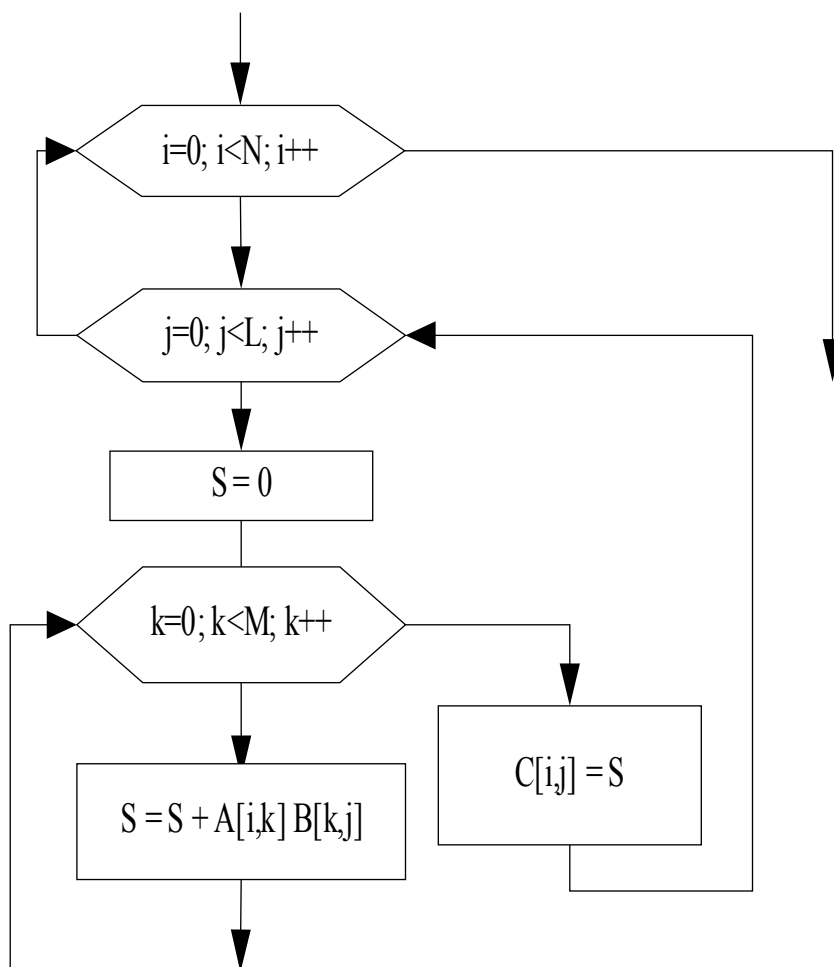 i=0; i<N; i++
j=0; j<L; j++
S = 0
k=0; k<M; k++
C[i,j] = S
S = S + A[i,k] B[k,j]